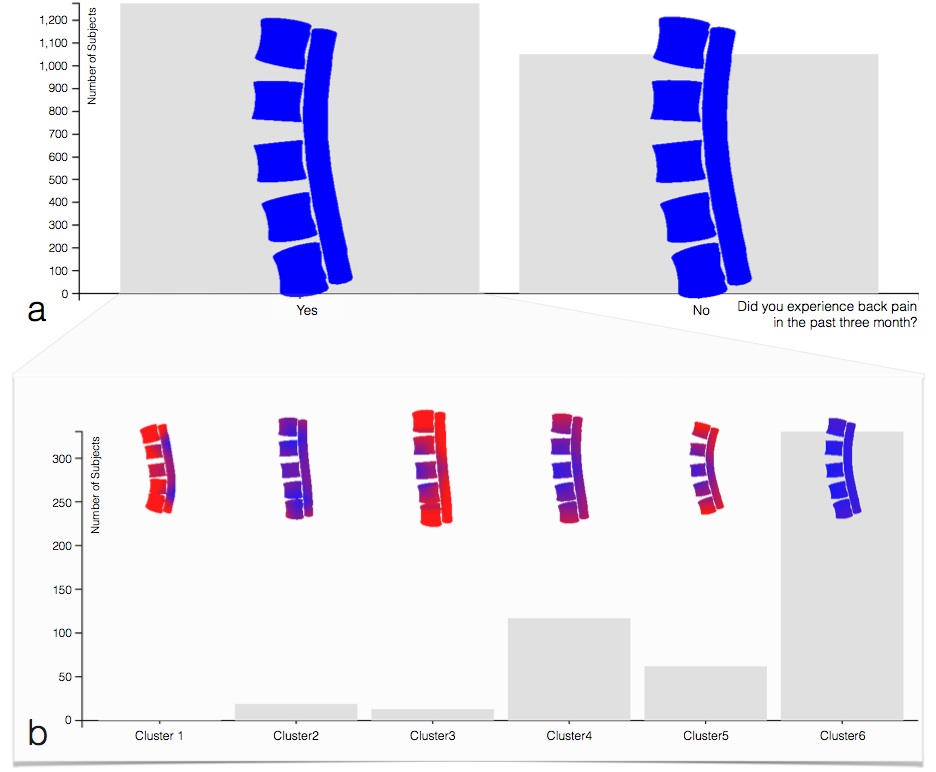 1,200
1,100
1,000
900
800
700
600
500
400
300
200
100
0
Number of Subjects
a
Yes
No
Did you experience back pain
in the past three month?
300
250
200
150
100
50
0
Number of Subjects
b
Cluster 1
Cluster2
Cluster3
Cluster4
Cluster5
Cluster6